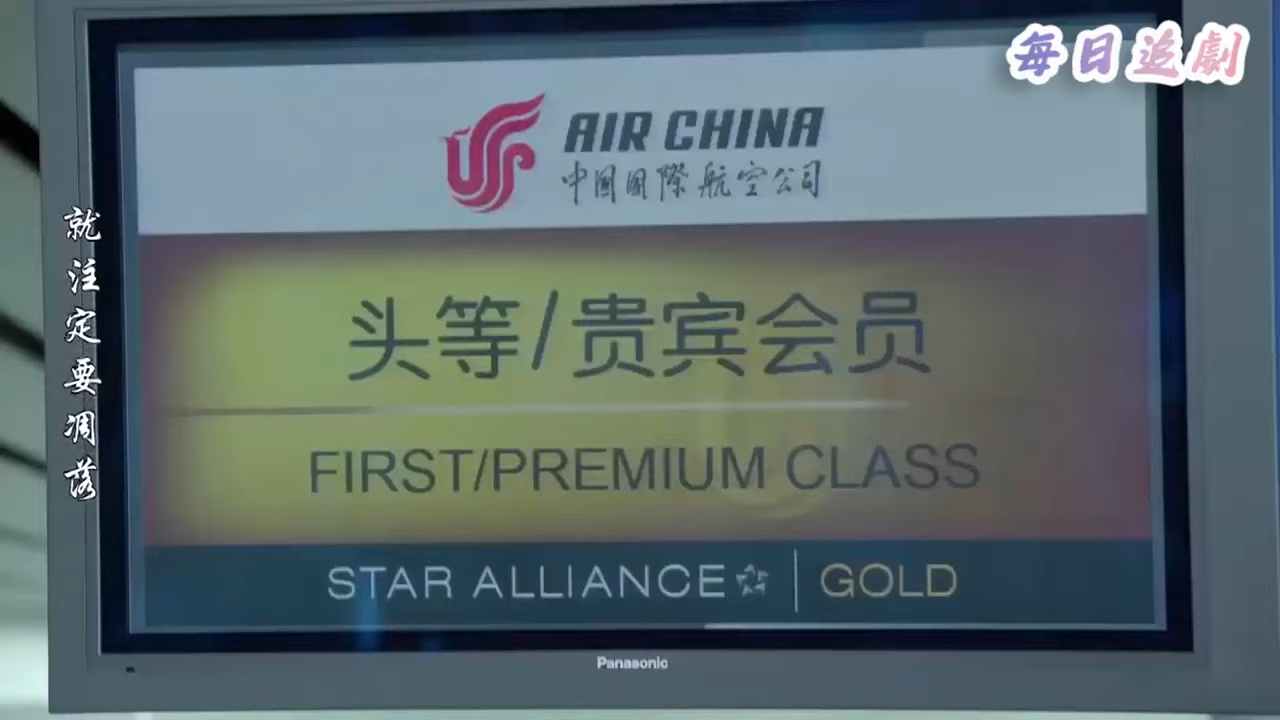 每日追劇
AIR CHINA
中国国際航空公司
头等/贵宾会员
FIRST/PREMIUM CLASS
STAR ALLIANCE | GOLD
Panasonic
就注定要凋落